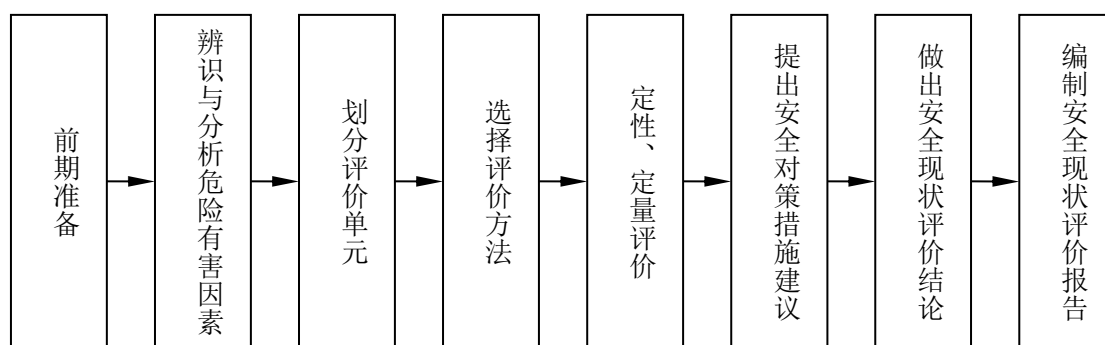 前期准备
辨识与分析危险有害因素
划分评价单元
选择评价方法
定性、定量评价
提出安全对策措施建议
做出安全现状评价结论
编制安全现状评价报告